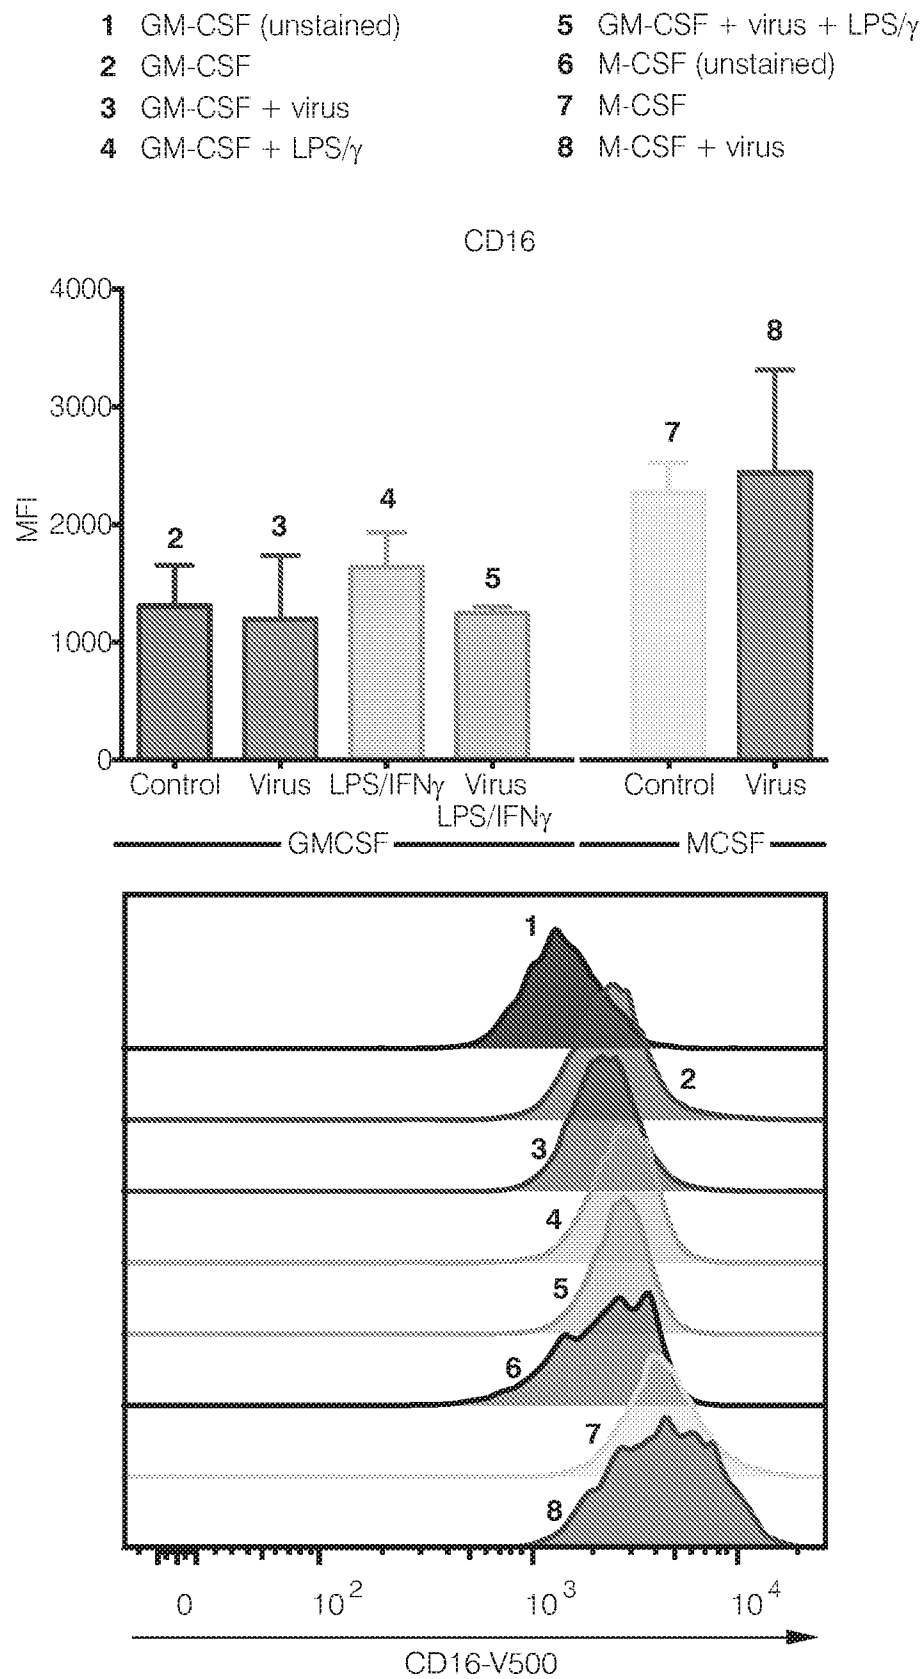 1 GM-CSF (unstained)
2 GM-CSF
3 GM-CSF + virus
4 GM-CSF + LPS/γ
5 GM-CSF + virus + LPS/γ
6 M-CSF (unstained)
7 M-CSF
8 M-CSF + virus
CD16
4000
3000
2000
1000
0
MFI
2
3
4
5
7
8
Control Virus LPS/IFNγ Virus Control Virus
LPS/IFNγ
GMCSF MCSF
1
2
3
4
5
6
7
8
0 10² 10³ 10⁴
CD16-V500